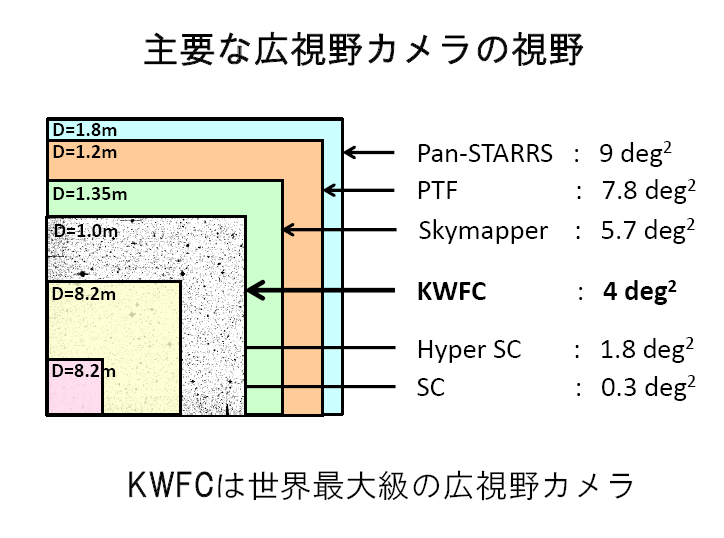 主要な広視野カメラの視野
D=1.8m
D=1.2m
D=1.35m
D=1.0m
D=8.2m
D=8.2m
Pan-STARRS : 9 deg²
PTF : 7.8 deg²
Skymapper : 5.7 deg²
KWFC : 4 deg²
Hyper SC : 1.8 deg²
SC : 0.3 deg²
KWFCは世界最大級の広視野カメラ